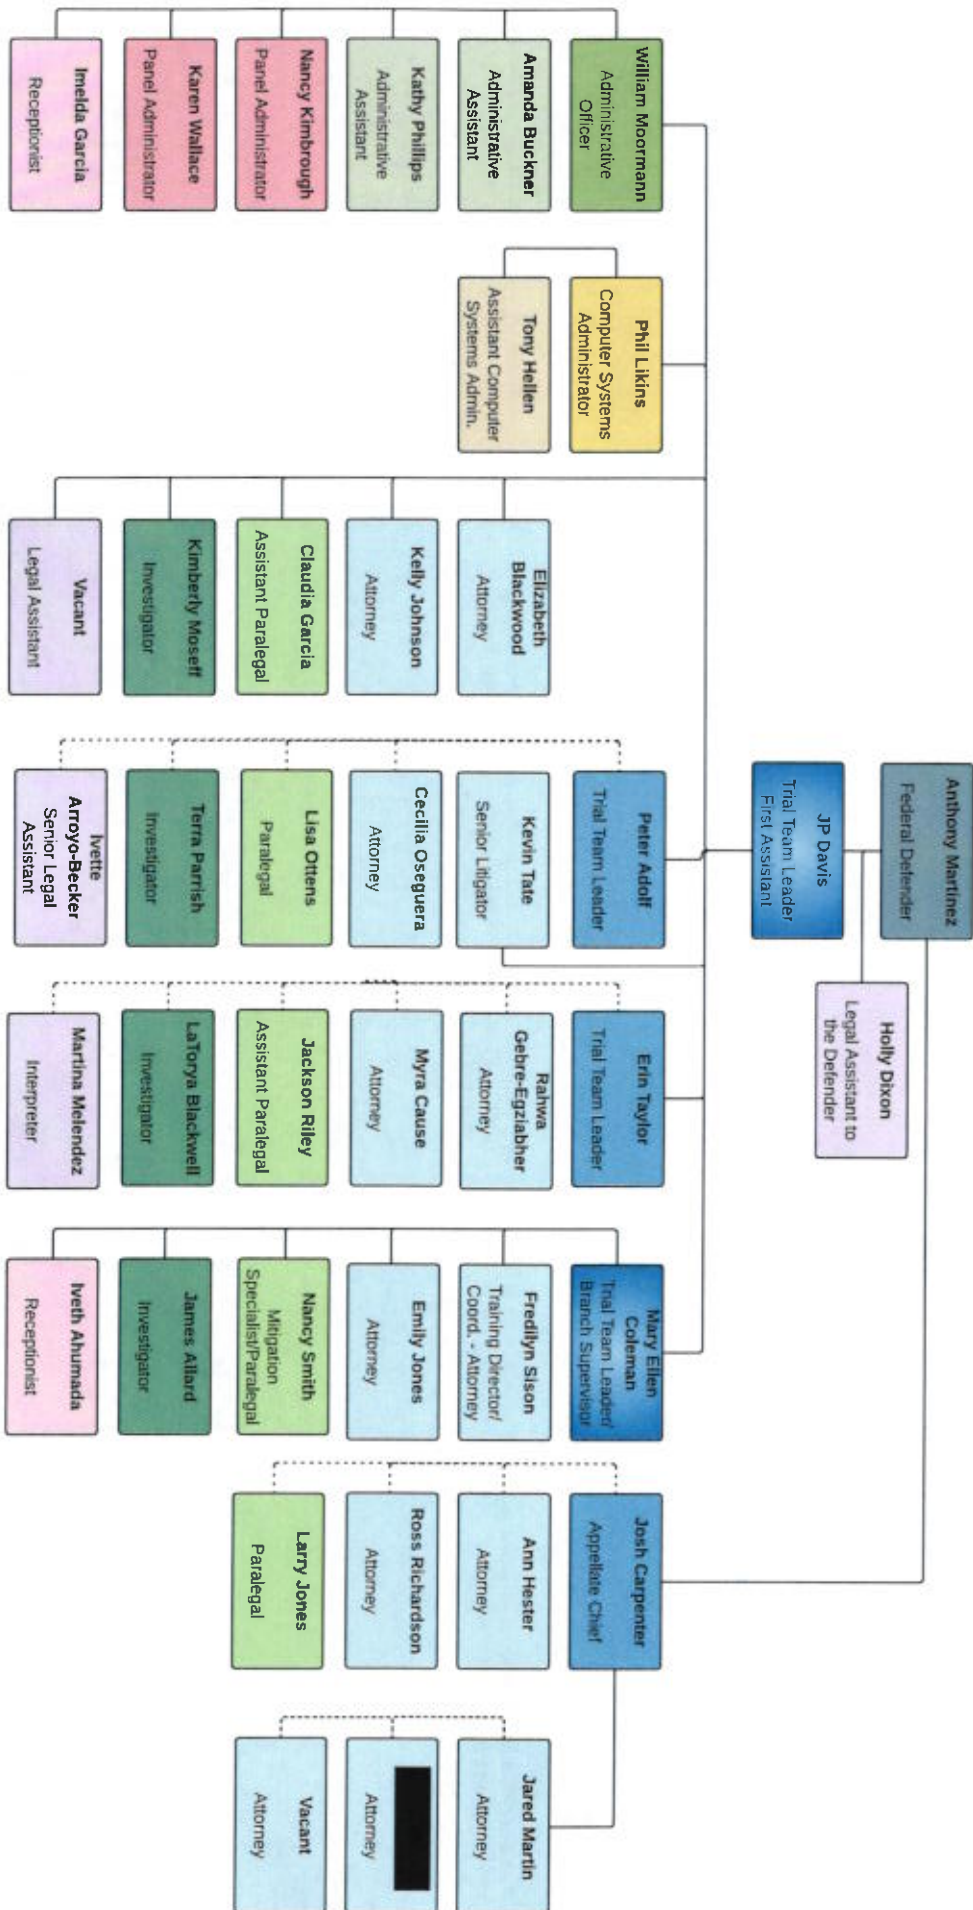 Anthony Martinez
Federal Defender
JP Davis
Trial Team Leader
First Assistant
Holly Dixon
Legal Assistant to
the Defender
William Moormann
Administrative
Officer
Amanda Buckner
Administrative
Assistant
Kathy Phillips
Administrative
Assistant
Nancy Kimbrough
Panel Administrator
Karen Wallace
Panel Administrator
Imelda Garcia
Receptionist
Phil Likins
Computer Systems
Administrator
Tony Hellen
Assistant Computer
Systems Admin.
Elizabeth
Blackwood
Attorney
Kelly Johnson
Attorney
Claudia Garcia
Assistant Paralegal
Kimberly Moseff
Investigator
Vacant
Legal Assistant
Peter Adolf
Trial Team Leader
Kevin Tate
Senior Litigator
Cecilia Oseguera
Attorney
Lisa Ottens
Paralegal
Terra Parrish
Investigator
Ivette
Arroyo-Becker
Senior Legal
Assistant
Erin Taylor
Trial Team Leader
Rahwa
Gebre-Egziabher
Attorney
Myra Cause
Attorney
Jackson Riley
Assistant Paralegal
LaTorya Blackwell
Investigator
Martina Melendez
Interpreter
Mary Ellen
Coleman
Trial Team Leader/
Branch Supervisor
Fredilyn Sison
Training Director/
Coord. - Attorney
Emily Jones
Attorney
Nancy Smith
Mitigation
Specialist/Paralegal
James Allard
Investigator
Iveth Ahumada
Receptionist
Josh Carpenter
Appellate Chief
Ann Hester
Attorney
Ross Richardson
Attorney
Larry Jones
Paralegal
Jared Martin
Attorney
Attorney
Vacant
Attorney